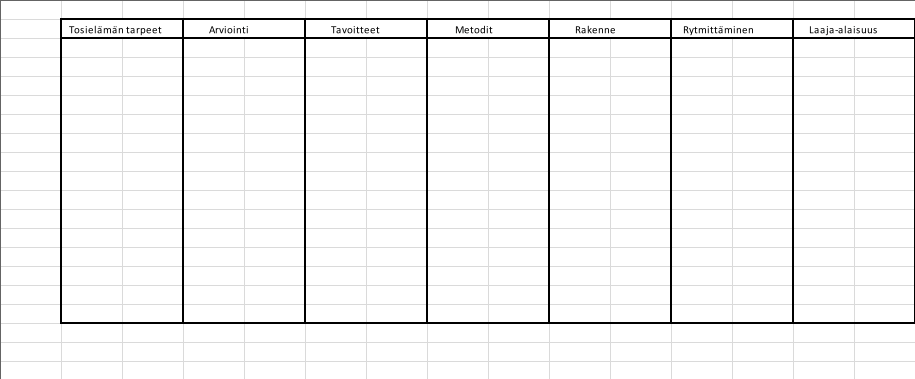 Tosielämän tarpeet Arviointi Tavoitteet Metodit Rakenne Rytmittäminen Laaja-alaisuus